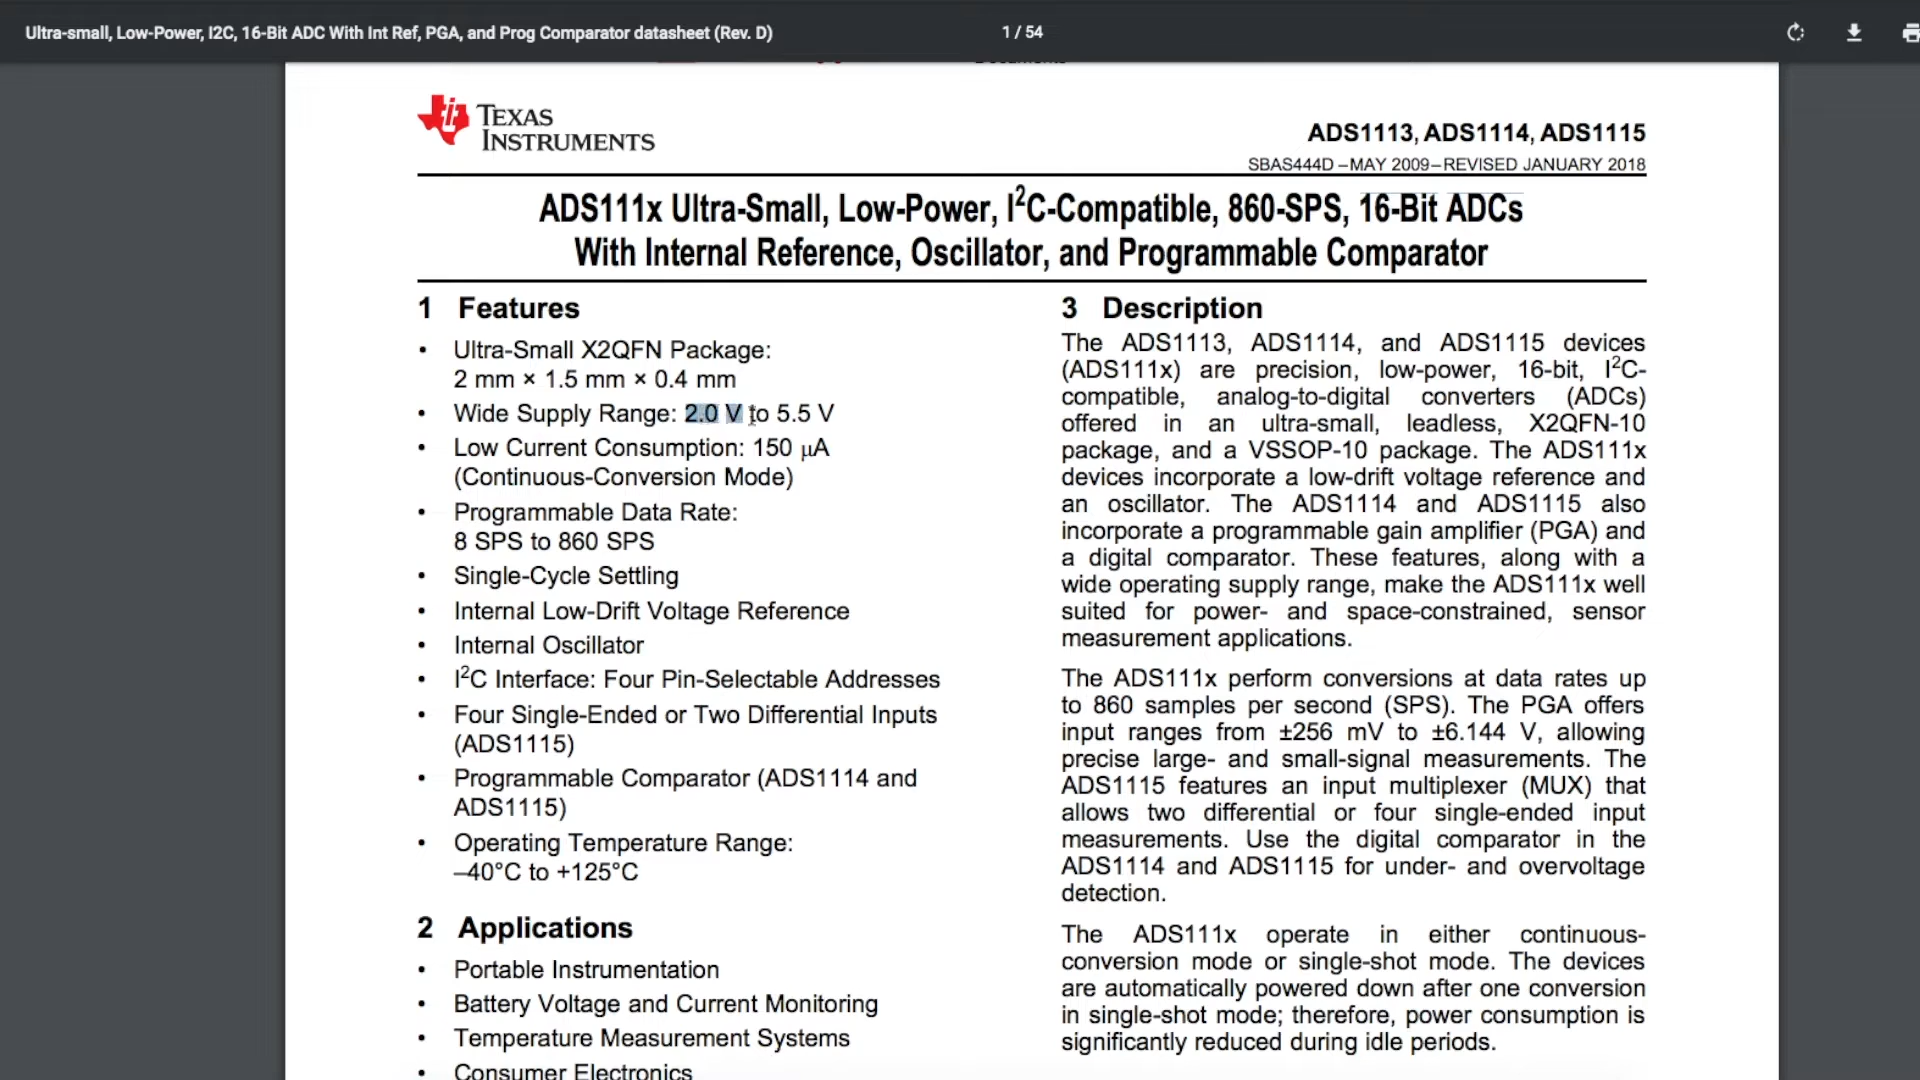 Ultra-small, Low-Power, I2C, 16-Bit ADC With Int Ref, PGA, and Prog Comparator datasheet (Rev. D)
1 / 54
TEXAS
INSTRUMENTS
ADS1113, ADS1114, ADS1115
SBAS444D –MAY 2009–REVISED JANUARY 2018
ADS111x Ultra-Small, Low-Power, I²C-Compatible, 860-SPS, 16-Bit ADCs
With Internal Reference, Oscillator, and Programmable Comparator
1 Features
• Ultra-Small X2QFN Package:
2 mm × 1.5 mm × 0.4 mm
• Wide Supply Range: 2.0 V to 5.5 V
• Low Current Consumption: 150 µA
(Continuous-Conversion Mode)
• Programmable Data Rate:
8 SPS to 860 SPS
• Single-Cycle Settling
• Internal Low-Drift Voltage Reference
• Internal Oscillator
• I²C Interface: Four Pin-Selectable Addresses
• Four Single-Ended or Two Differential Inputs
(ADS1115)
• Programmable Comparator (ADS1114 and
ADS1115)
• Operating Temperature Range:
–40°C to +125°C
2 Applications
• Portable Instrumentation
• Battery Voltage and Current Monitoring
• Temperature Measurement Systems
• Consumer Electronics
3 Description
The ADS1113, ADS1114, and ADS1115 devices
(ADS111x) are precision, low-power, 16-bit, I²C-
compatible, analog-to-digital converters (ADCs)
offered in an ultra-small, leadless, X2QFN-10
package, and a VSSOP-10 package. The ADS111x
devices incorporate a low-drift voltage reference and
an oscillator. The ADS1114 and ADS1115 also
incorporate a programmable gain amplifier (PGA) and
a digital comparator. These features, along with a
wide operating supply range, make the ADS111x well
suited for power- and space-constrained, sensor
measurement applications.
The ADS111x perform conversions at data rates up
to 860 samples per second (SPS). The PGA offers
input ranges from ±256 mV to ±6.144 V, allowing
precise large- and small-signal measurements. The
ADS1115 features an input multiplexer (MUX) that
allows two differential or four single-ended input
measurements. Use the digital comparator in the
ADS1114 and ADS1115 for under- and overvoltage
detection.
The ADS111x operate in either continuous-
conversion mode or single-shot mode. The devices
are automatically powered down after one conversion
in single-shot mode; therefore, power consumption is
significantly reduced during idle periods.